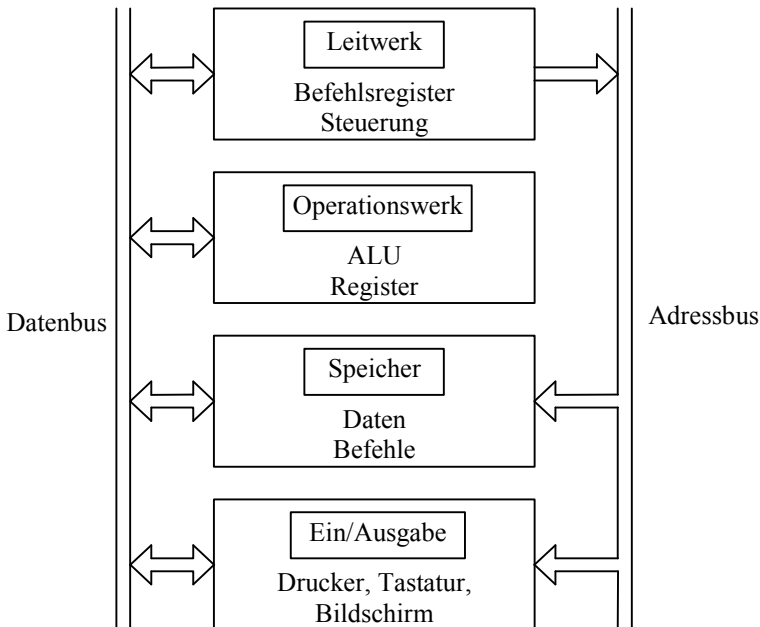 Leitwerk
Befehlsregister
Steuerung
Operationswerk
ALU
Register
Datenbus
Adressbus
Speicher
Daten
Befehle
Ein/Ausgabe
Drucker, Tastatur,
Bildschirm